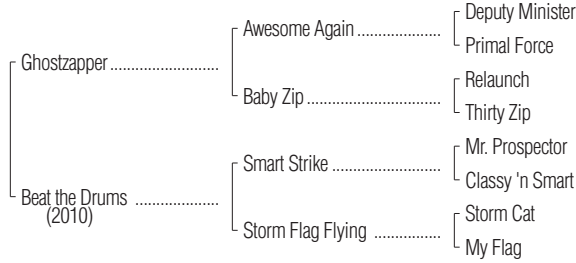 Deputy Minister
Awesome Again ..................
Primal Force
Ghostzapper ........................
Relaunch
Baby Zip .............................
Thirty Zip
Mr. Prospector
Smart Strike ........................
Classy 'n Smart
Beat the Drums ..................
(2010)
Storm Cat
Storm Flag Flying ..............
My Flag